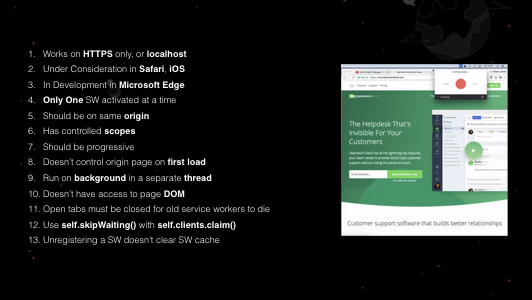 1. Works on HTTPS only, or localhost
2. Under Consideration in Safari, iOS
3. In Development in Microsoft Edge
4. Only One SW activated at a time
5. Should be on same origin
6. Has controlled scopes
7. Should be progressive
8. Doesn't control origin page on first load
9. Run on background in a separate thread
10. Doesn't have access to page DOM
11. Open tabs must be closed for old service workers to die
12. Use self.skipWaiting() with self.clients.claim()
13. Unregistering a SW doesn't clear SW cache
The Helpdesk That's
Invisible For Your
Customers
Customer support software that builds better relationships